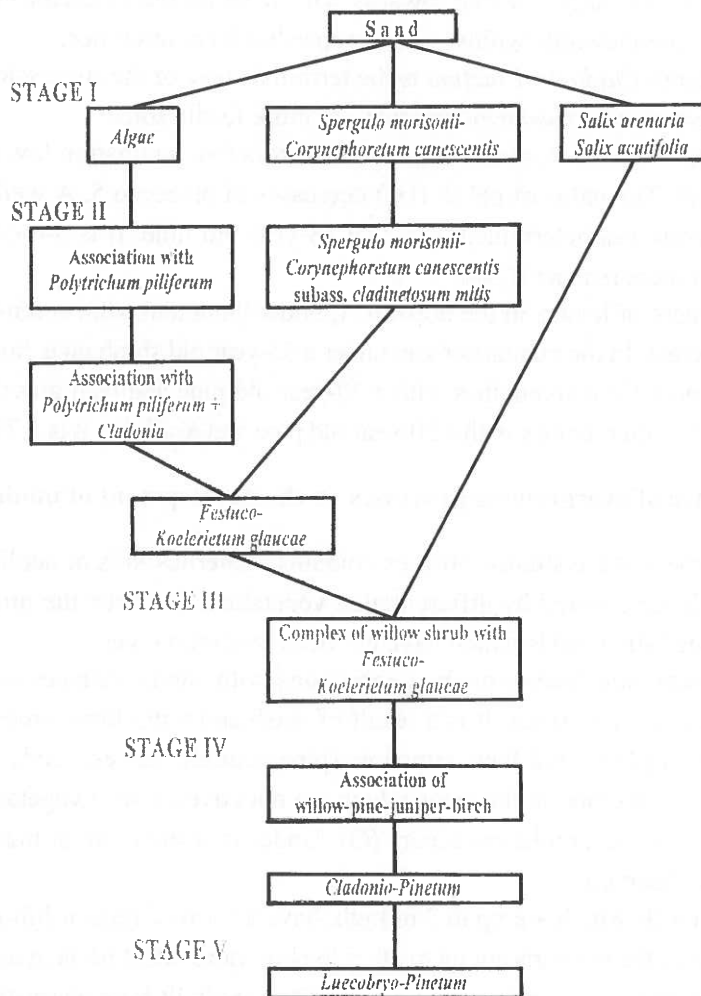 Sand
STAGE I
Algae
Spergulo morisonii-
Corynephoretum canescentis
Salix arenaria
Salix acutifolia
STAGE II
Association with
Polytrichum piliferum
Spergulo morisonii-
Corynephoretum canescentis
subass. cladinetosum mitis
Association with
Polytrichum piliferum +
Cladonia
Festuco-
Koelerietum glaucae
STAGE III
Complex of willow shrub with
Festuco-
Koelerietum glaucae
STAGE IV
Association of
willow-pine-juniper-birch
Cladonio-Pinetum
STAGE V
Luecobryo-Pinetum